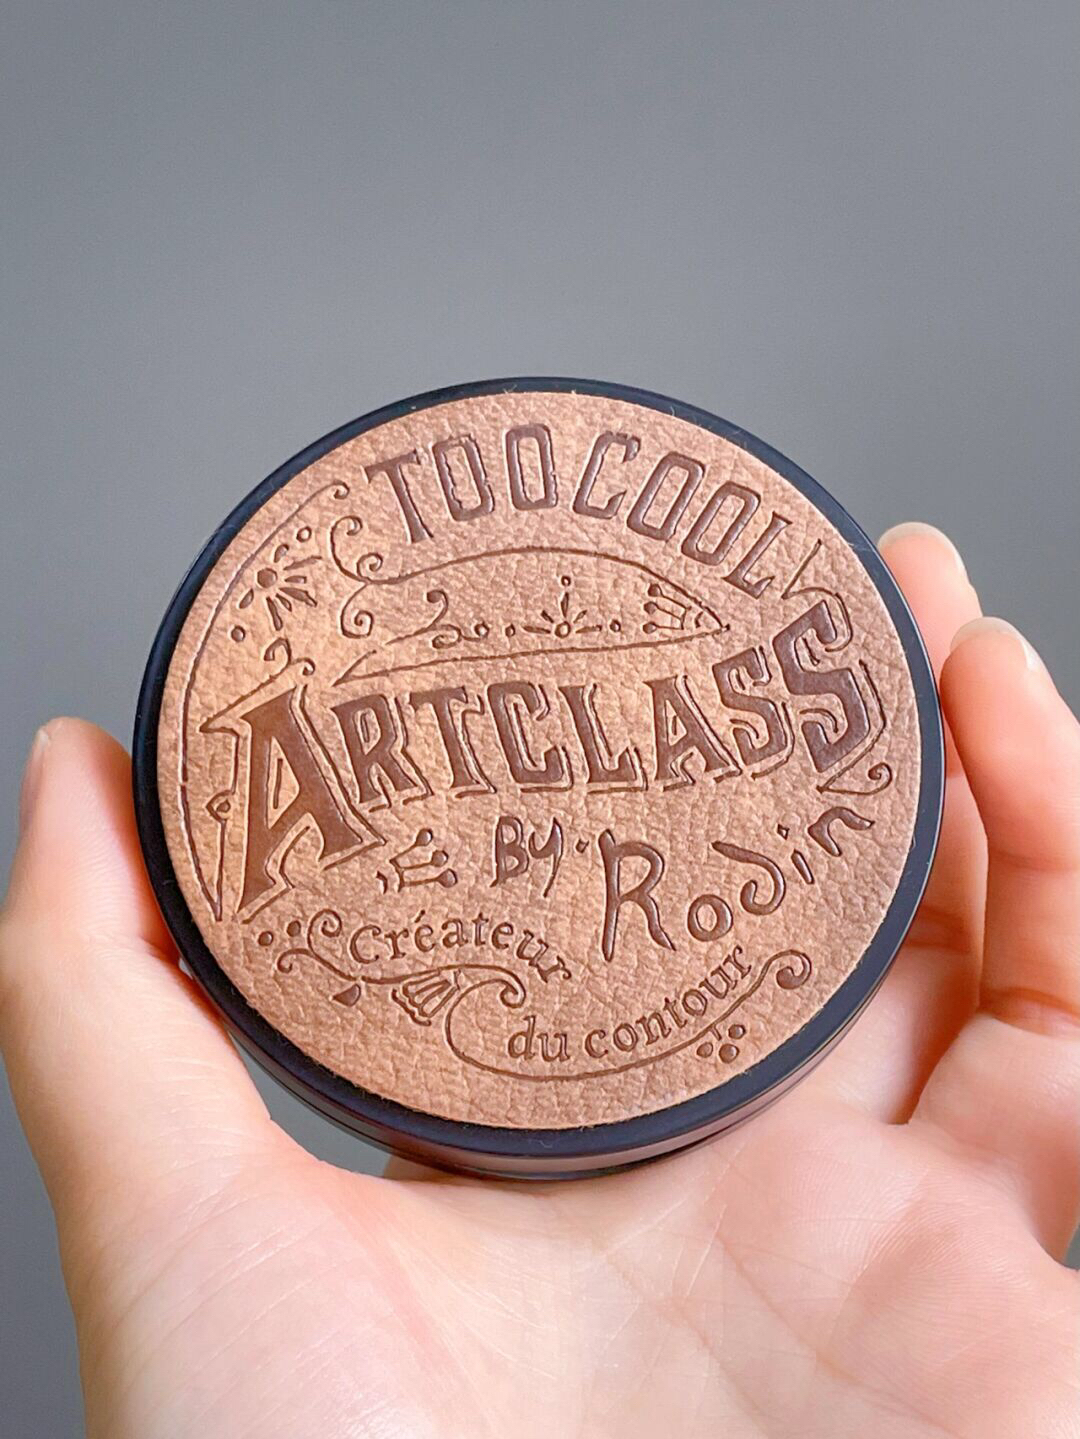 TOO COOL
ARTCLASS
By. Rodin
Créateur
du contour